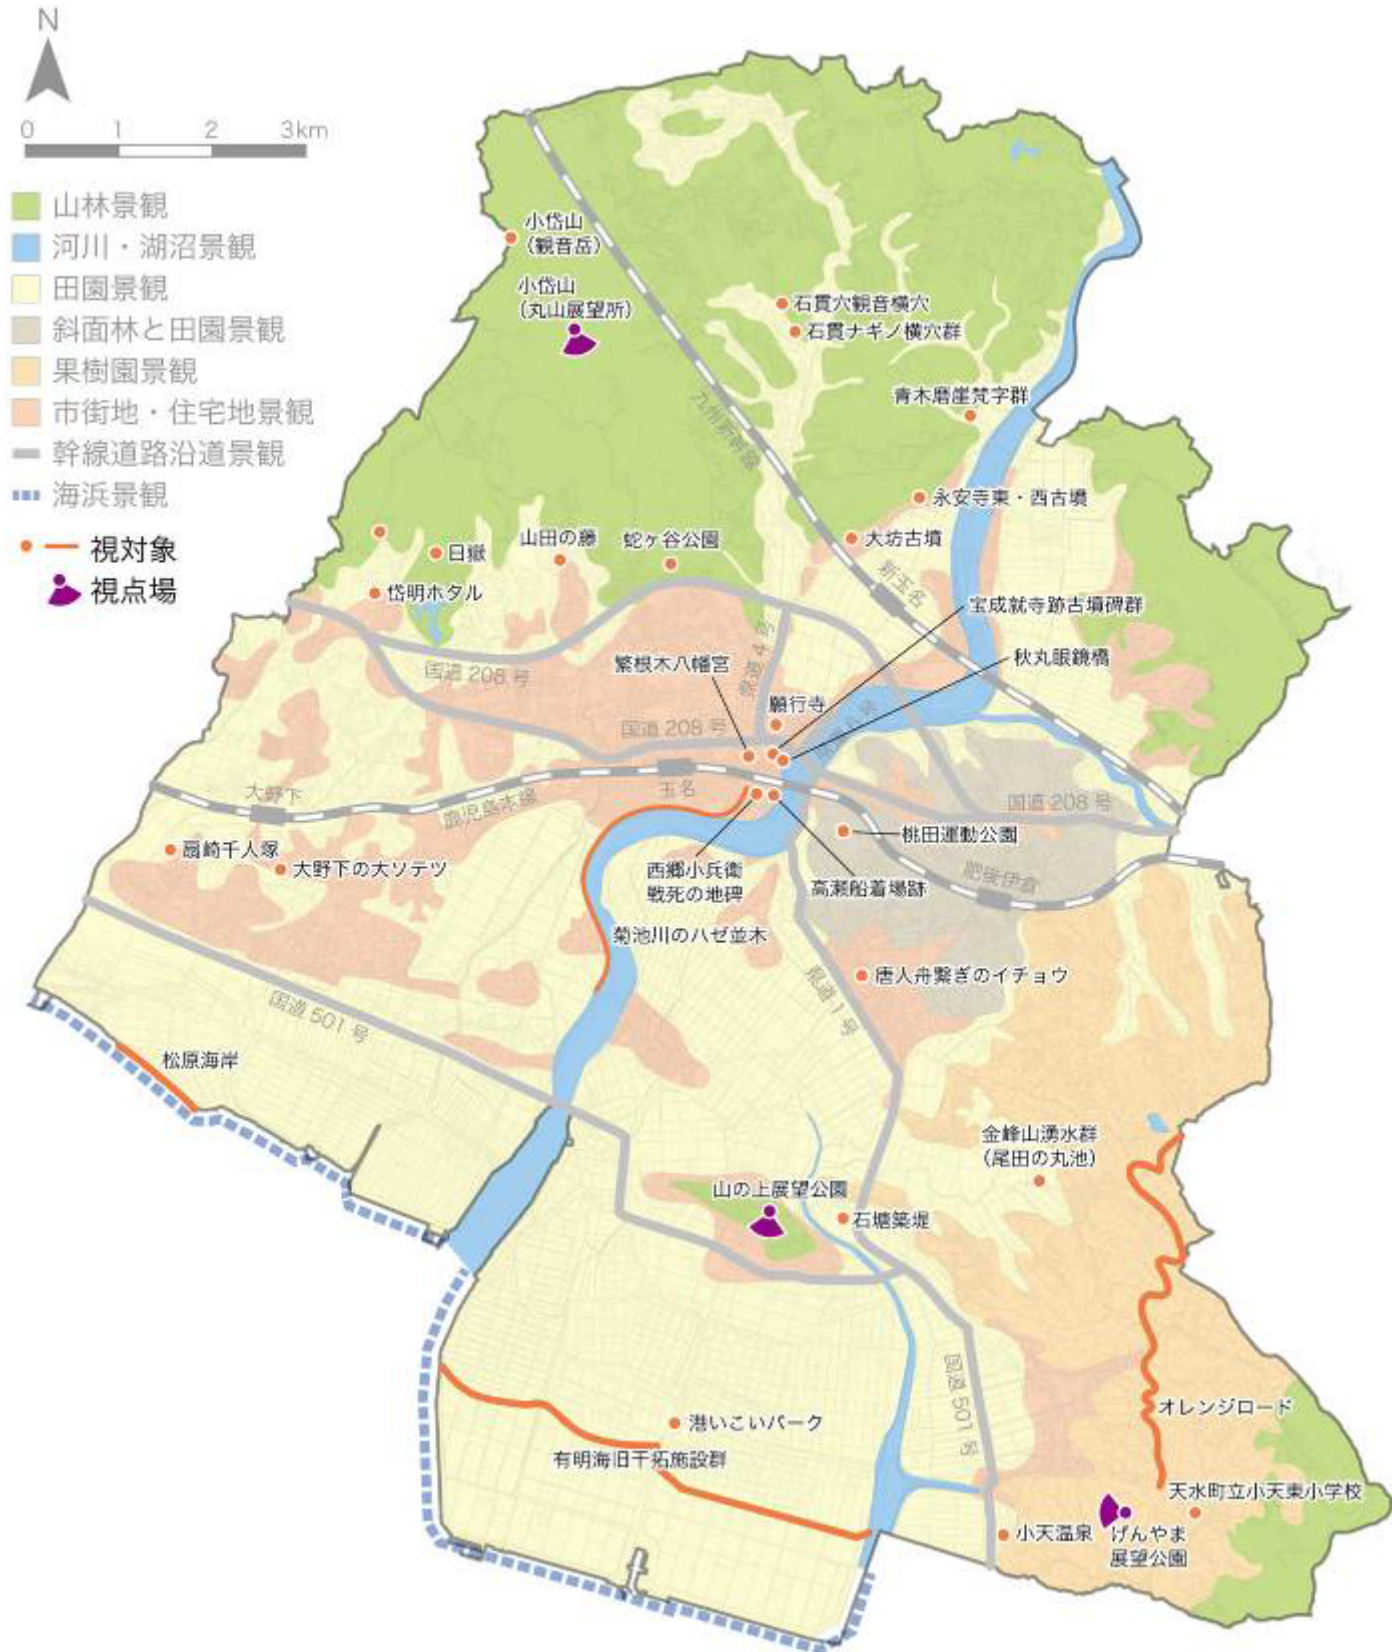 N
0 1 2 3km
山林景観
河川・湖沼景観
田園景観
斜面林と田園景観
果樹園景観
市街地・住宅地景観
幹線道路沿道景観
海浜景観
視対象
視点場
小岱山
（観音岳）
小岱山
（丸山展望所）
石貫穴観音横穴
石貫ナギノ横穴群
九州新幹線
青木磨崖梵字群
永安寺東・西古墳
大坊古墳
日嶽
山田の藤
蛇ヶ谷公園
岱明ホタル
新玉名
宝成就寺跡古墳碑群
秋丸眼鏡橋
繁根木八幡宮
県道4号
国道208号
願行寺
国道208号
玉名
大野下
鹿児島本線
国道208号
扇崎千人塚
大野下の大ソテツ
西郷小兵衛
戦死の地碑
高瀬船着場跡
桃田運動公園
肥後伊倉
菊池川のハゼ並木
唐人舟繋ぎのイチョウ
県道1号
国道501号
松原海岸
金峰山湧水群
（尾田の丸池）
山の上展望公園
石塘築堤
国道501号
オレンジロード
港いこいパーク
有明海旧干拓施設群
天水町立小天東小学校
小天温泉
げんやま
展望公園